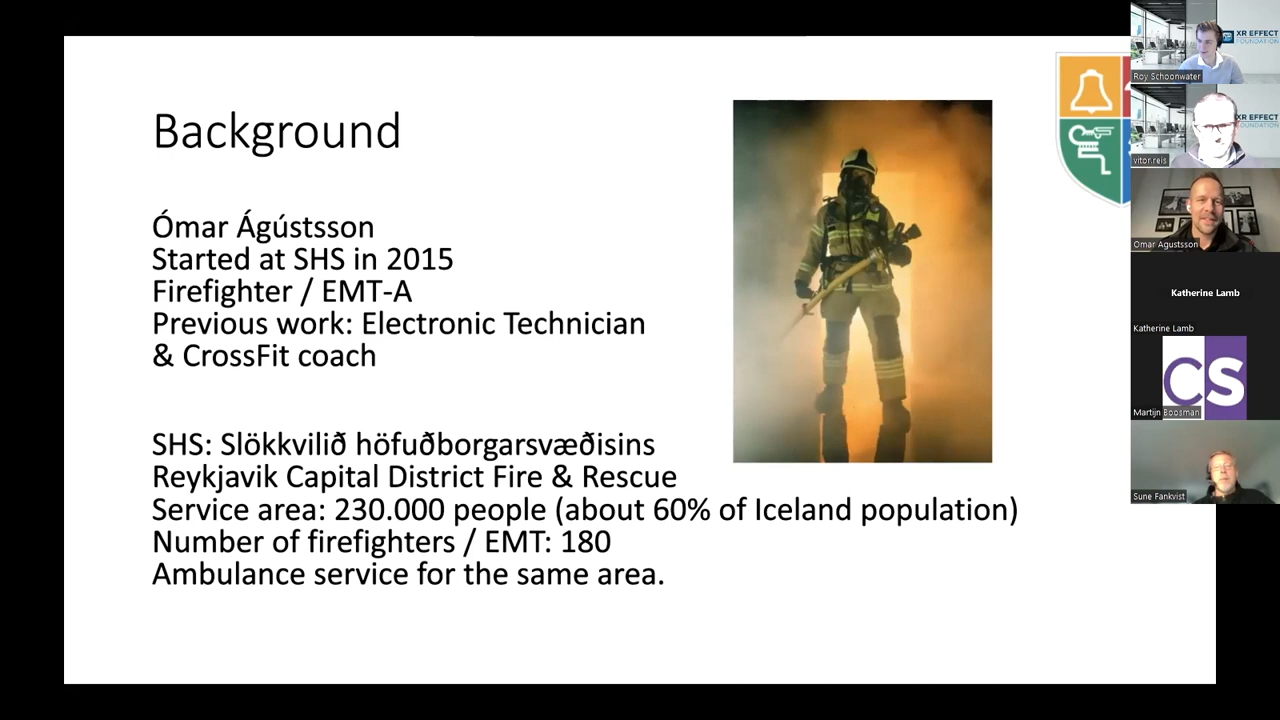 Background
Ómar Ágústsson
Started at SHS in 2015
Firefighter / EMT-A
Previous work: Electronic Technician
& CrossFit coach
SHS: Slökkvilið höfuðborgarsvæðisins
Reykjavik Capital District Fire & Rescue
Service area: 230.000 people (about 60% of Iceland population)
Number of firefighters / EMT: 180
Ambulance service for the same area.
XR EFFECT
FOUNDATION
Roy Schoonwater
XR EFFECT
FOUNDATION
vitor.reis
Omar Agustsson
Katherine Lamb
Katherine Lamb
CS
Martijn Boosman
Sune Fankvist